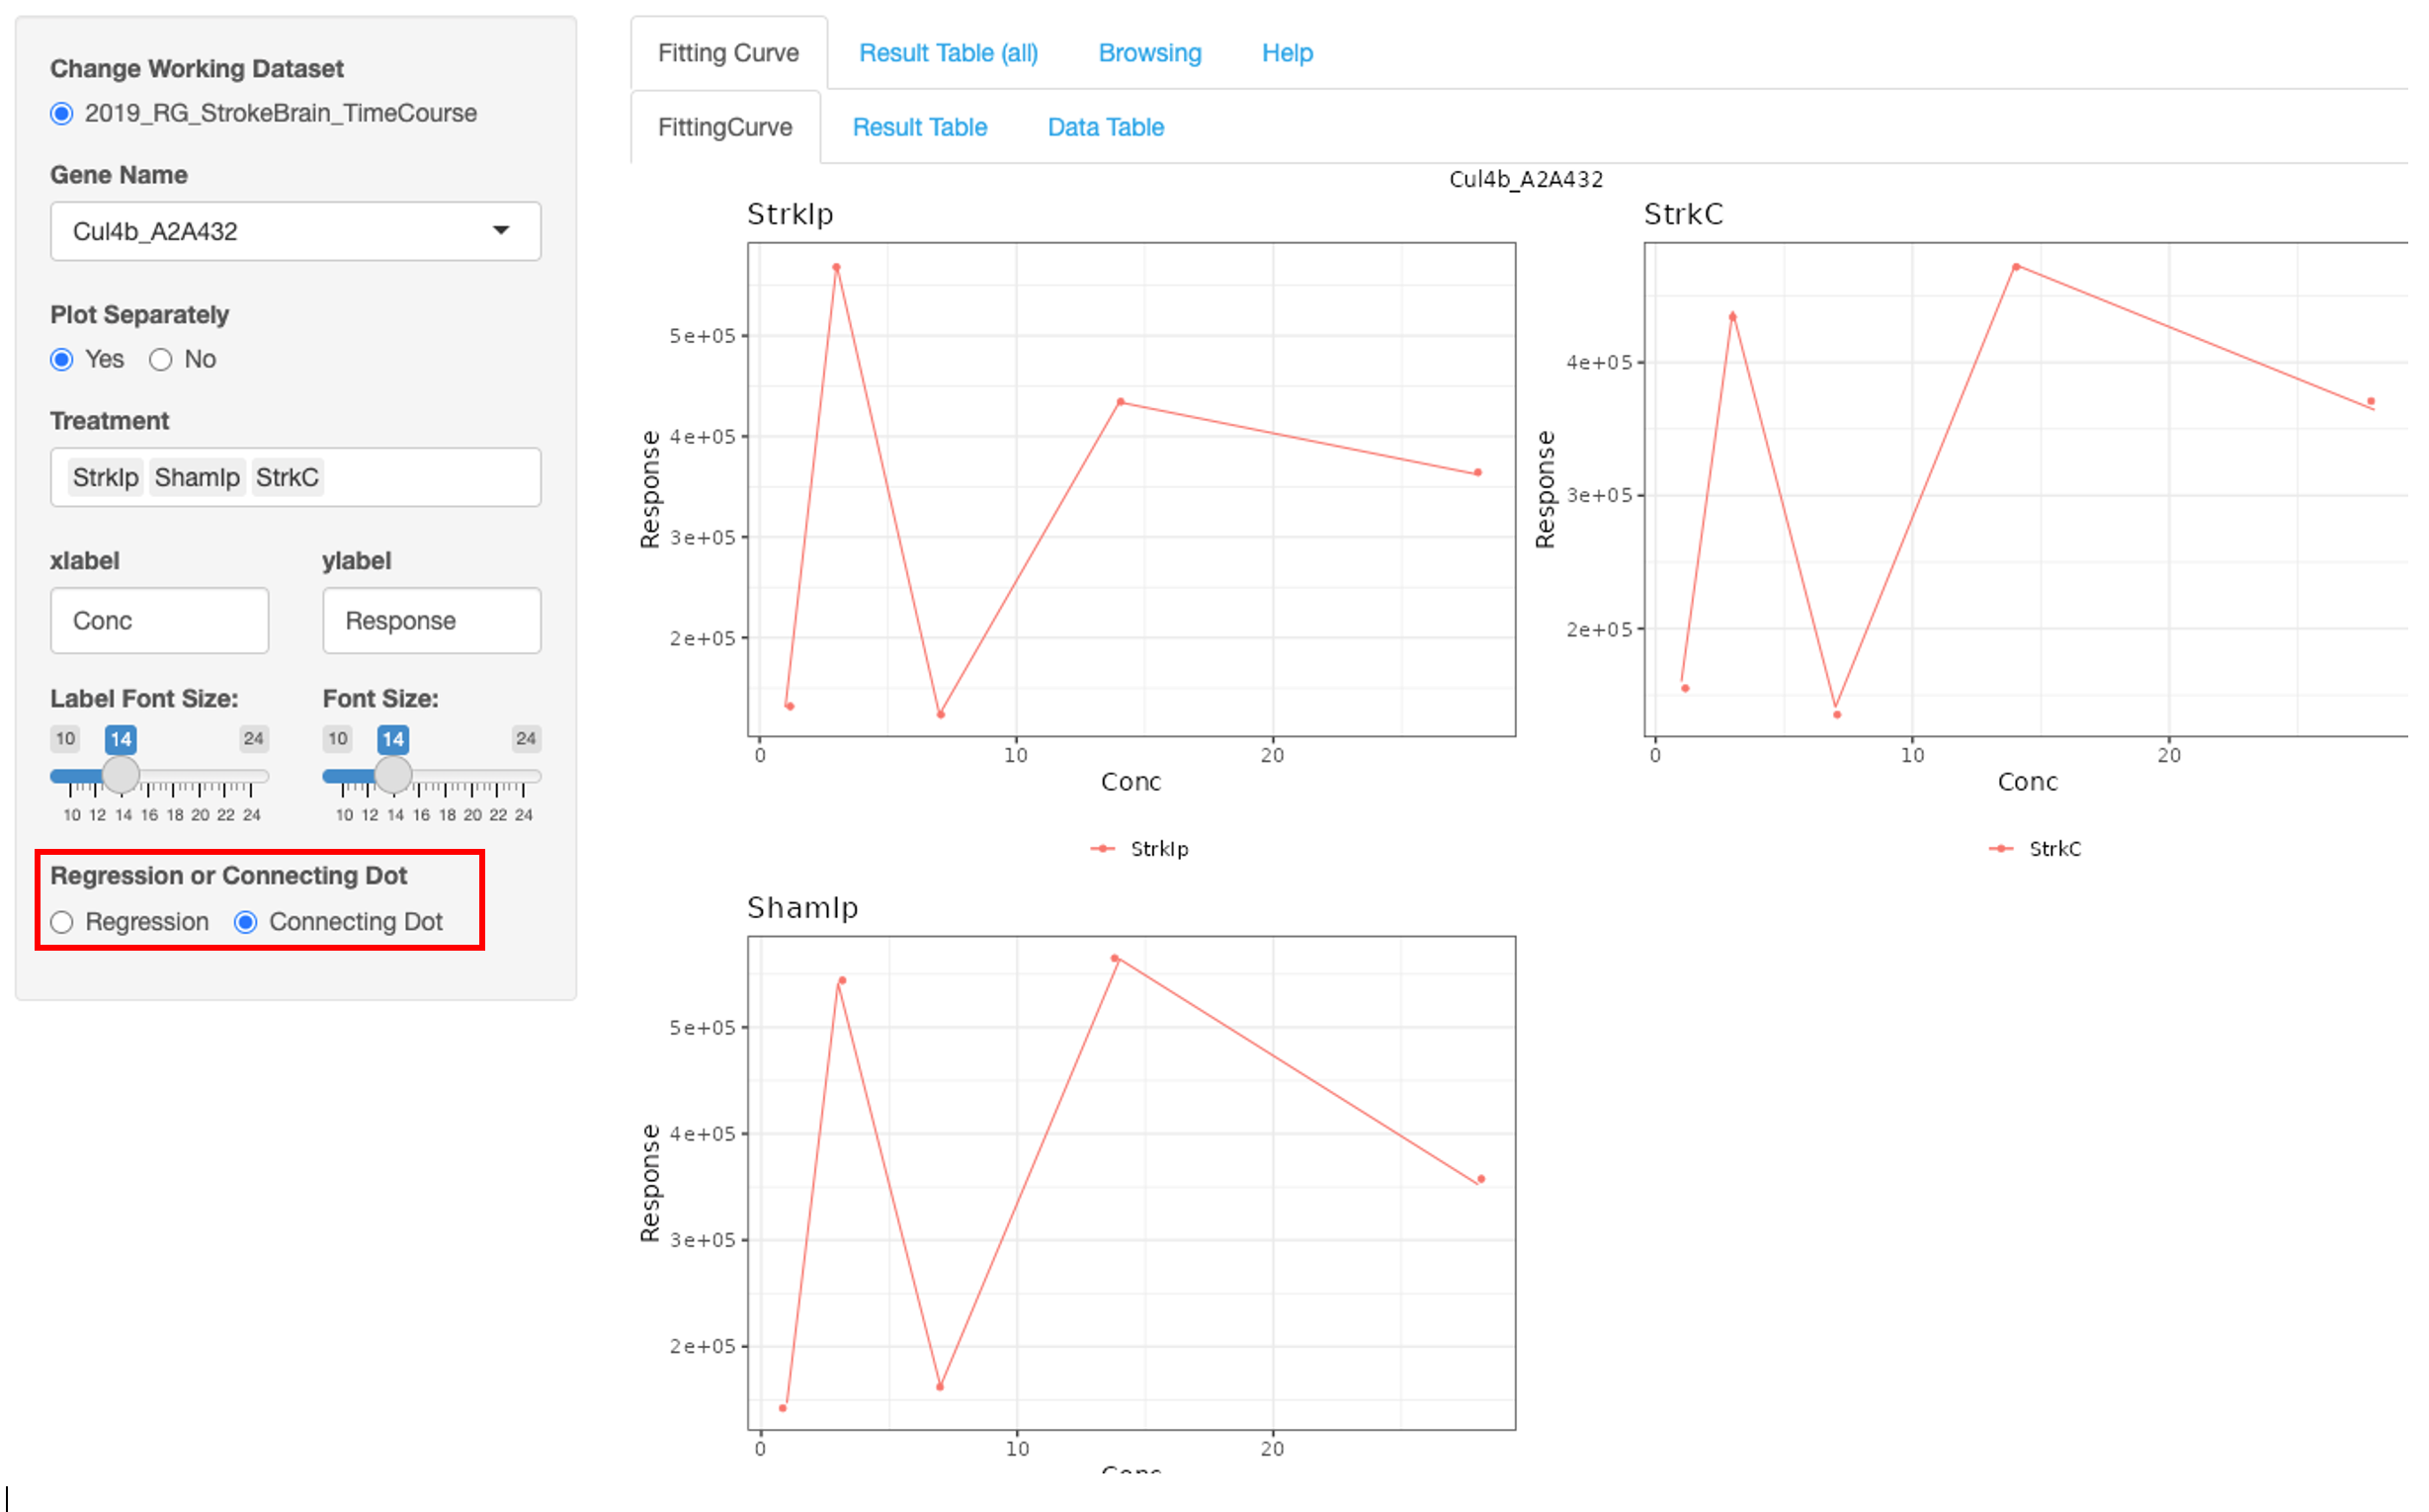 Change Working Dataset
2019_RG_StrokeBrain_TimeCourse
Gene Name
Cul4b_A2A432
Plot Separately
Yes No
Treatment
StrkIp ShamIp StrkC
xlabel ylabel
Conc Response
Label Font Size: Font Size:
10 14 24 10 14 24
10 12 14 16 18 20 22 24 10 12 14 16 18 20 22 24
Regression or Connecting Dot
Regression Connecting Dot
Fitting Curve Result Table (all) Browsing Help
FittingCurve Result Table Data Table
Cul4b_A2A432
StrkIp
Response
5e+05
4e+05
3e+05
2e+05
0 10 20
Conc
StrkIp
StrkC
Response
4e+05
3e+05
2e+05
0 10 20
Conc
StrkC
ShamIp
Response
5e+05
4e+05
3e+05
2e+05
0 10 20
Conc